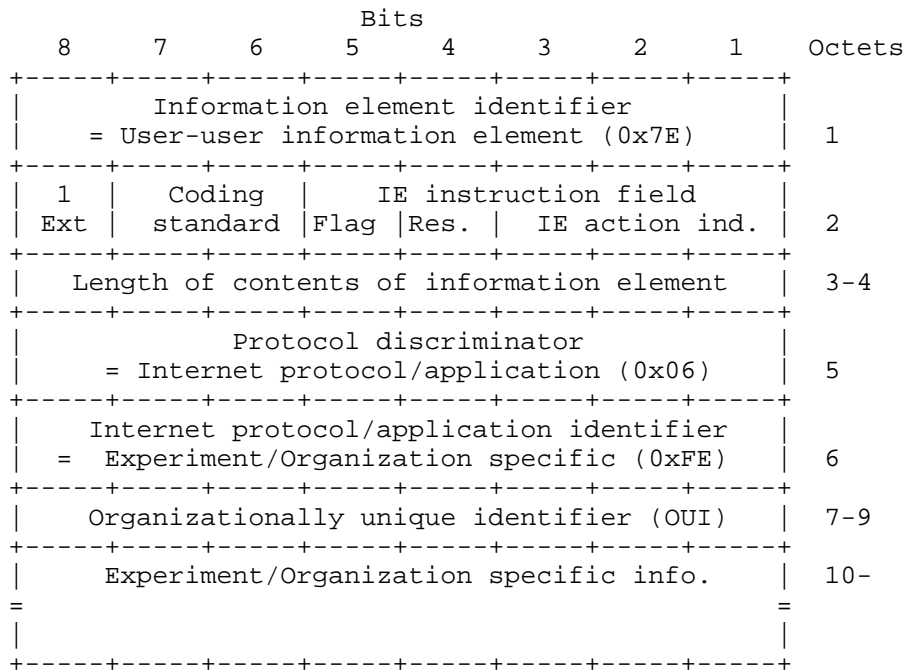 Bits
8 7 6 5 4 3 2 1 Octets
+-----+-----+-----+-----+-----+-----+-----+-----+
| Information element identifier |
| = User-user information element (0x7E) | 1
+-----+-----+-----+-----+-----+-----+-----+-----+
| 1 | Coding | IE instruction field |
| Ext | standard |Flag |Res. | IE action ind. | 2
+-----+-----+-----+-----+-----+-----+-----+-----+
| Length of contents of information element | 3-4
+-----+-----+-----+-----+-----+-----+-----+-----+
| Protocol discriminator |
| = Internet protocol/application (0x06) | 5
+-----+-----+-----+-----+-----+-----+-----+-----+
| Internet protocol/application identifier |
| = Experiment/Organization specific (0xFE) | 6
+-----+-----+-----+-----+-----+-----+-----+-----+
| Organizationally unique identifier (OUI) | 7-9
+-----+-----+-----+-----+-----+-----+-----+-----+
| Experiment/Organization specific info. | 10-
= =
| |
+-----+-----+-----+-----+-----+-----+-----+-----+